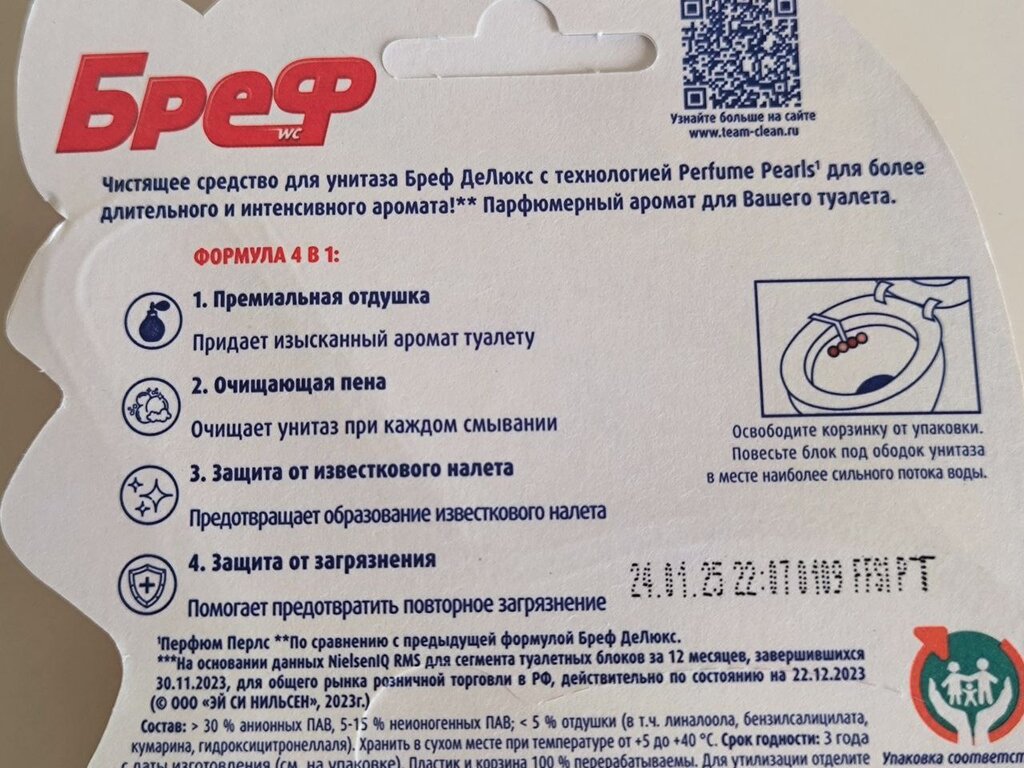 Бреф
WC
Узнайте больше на сайте
www.team-clean.ru
Чистящее средство для унитаза Бреф ДеЛюкс с технологией Perfume Pearls¹ для более
длительного и интенсивного аромата!** Парфюмерный аромат для Вашего туалета.
ФОРМУЛА 4 В 1:
1. Премиальная отдушка
Придает изысканный аромат туалету
2. Очищающая пена
Очищает унитаз при каждом смывании
3. Защита от известкового налета
Предотвращает образование известкового налета
4. Защита от загрязнения
Помогает предотвратить повторное загрязнение
Освободите корзинку от упаковки.
Повесьте блок под ободок унитаза
в месте наиболее сильного потока воды.
24.01.25 22:07 0109 FFSLP T
¹Перфюм Перлс **По сравнению с предыдущей формулой Бреф ДеЛюкс.
***На основании данных NielsenIQ RMS для сегмента туалетных блоков за 12 месяцев, завершившихся
30.11.2023, для общего рынка розничной торговли в РФ, действительно по состоянию на 22.12.2023
(© ООО «ЭЙ СИ НИЛЬСЕН», 2023г.)
Состав: > 30 % анионных ПАВ, 5-15 % неионогенных ПАВ; < 5 % отдушки (в т.ч. линалоола, бензилсалицилата,
кумарина, гидроксицитронеллаля). Хранить в сухом месте при температуре от +5 до +40 °С. Срок годности: 3 года
с даты изготовления (см. на упаковке). Пластик и корзина 100 % перерабатываемы. Для утилизации отделите
Упаковка соответст